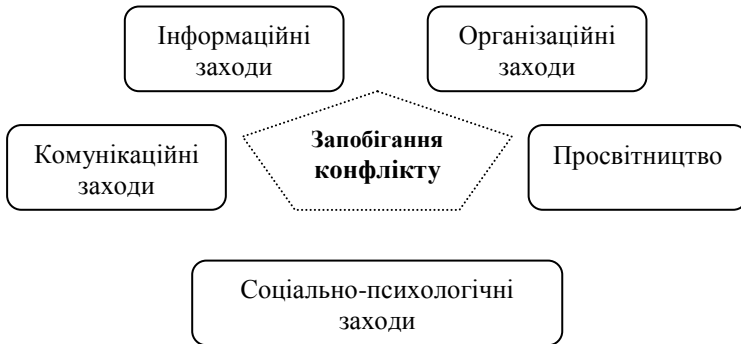 Інформаційні
заходи
Організаційні
заходи
Запобігання
конфлікту
Комунікаційні
заходи
Просвітництво
Соціально-психологічні
заходи